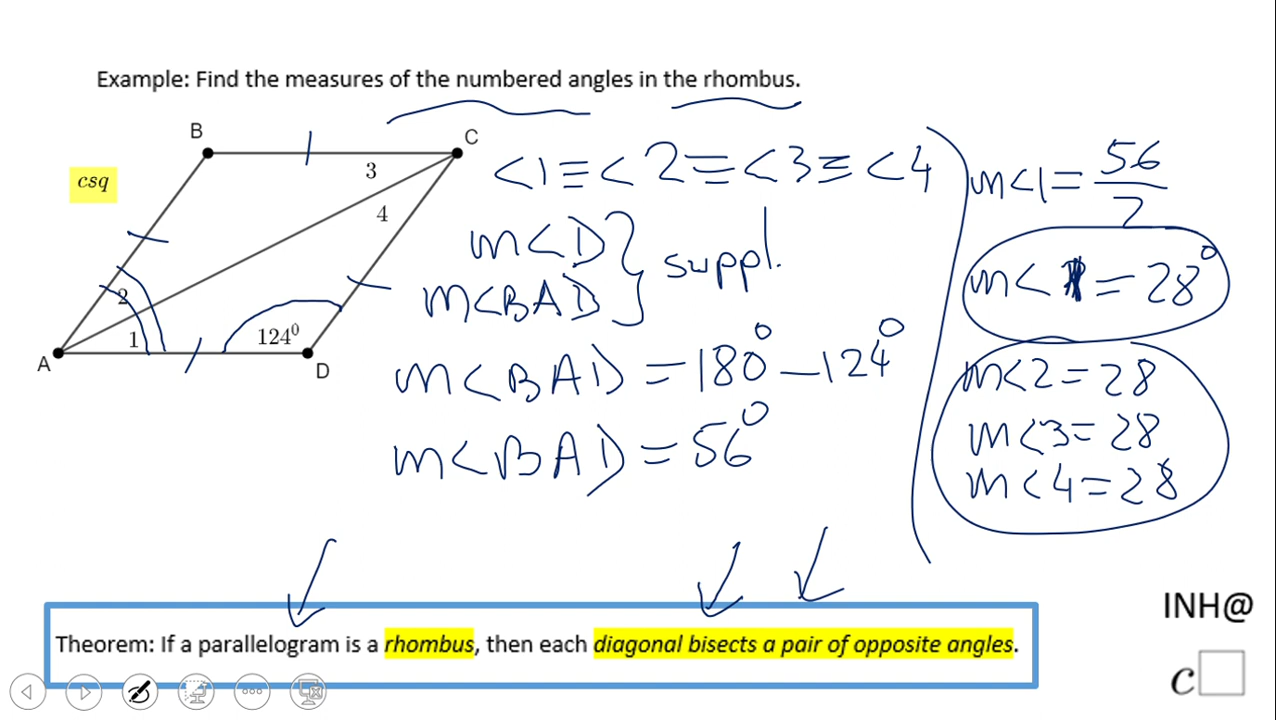 Example: Find the measures of the numbered angles in the rhombus.
B
C
csq
3
4
2
1
124⁰
A
D
<1≡<2≡<3≡<4
m<D } suppl.
m<BAD
m<BAD = 180⁰ - 124⁰
m<BAD = 56⁰
m<1 = 56/2
m<1 = 28⁰
m<2 = 28
m<3 = 28
m<4 = 28
Theorem: If a parallelogram is a rhombus, then each diagonal bisects a pair of opposite angles.
INH@
c